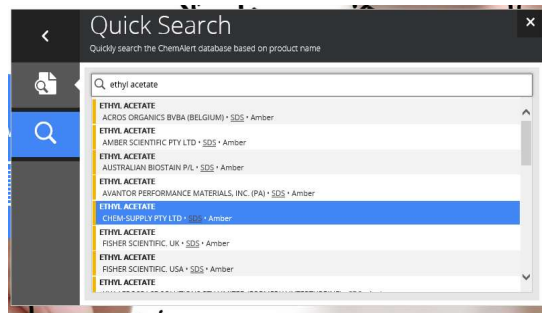 Quick Search
Quickly search the ChemAlert database based on product name
ethyl acetate
ETHYL ACETATE
ACROS ORGANICS BVBA (BELGIUM) • SDS • Amber
ETHYL ACETATE
AMBER SCIENTIFIC PTY LTD • SDS • Amber
ETHYL ACETATE
AUSTRALIAN BIOSTAIN P/L • SDS • Amber
ETHYL ACETATE
AVANTOR PERFORMANCE MATERIALS, INC. (PA) • SDS • Amber
ETHYL ACETATE
CHEM-SUPPLY PTY LTD • SDS • Amber
ETHYL ACETATE
FISHER SCIENTIFIC. UK • SDS • Amber
ETHYL ACETATE
FISHER SCIENTIFIC. USA • SDS • Amber
ETHYL ACETATE